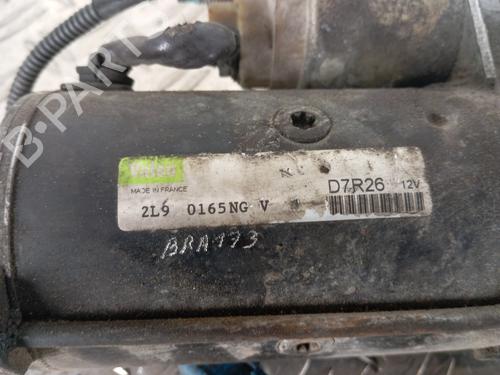 B-PARTS
Valeo
MADE IN FRANCE
D7R26 12V
2L9 0165NG V
BRA173